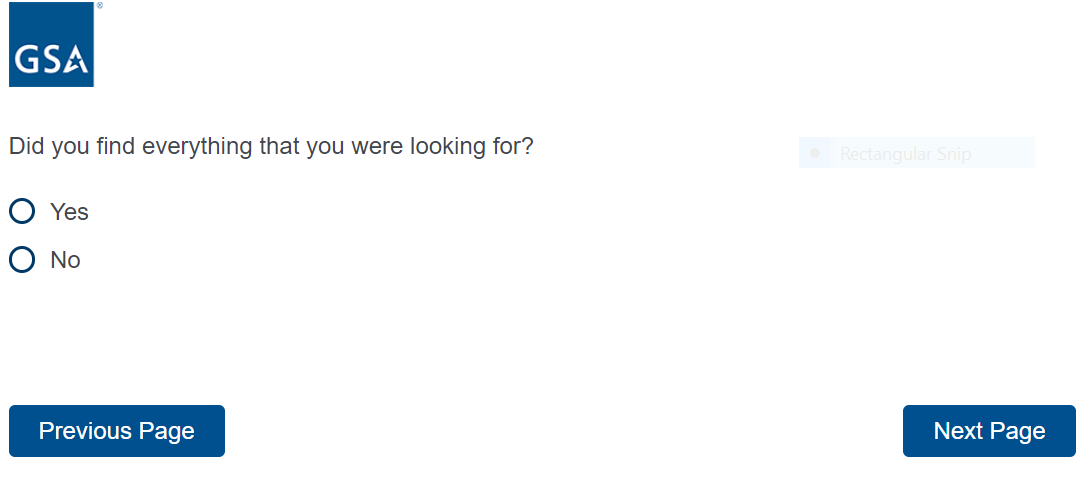 GSA®
Did you find everything that you were looking for?
Rectangular Snip
Yes
No
Previous Page
Next Page